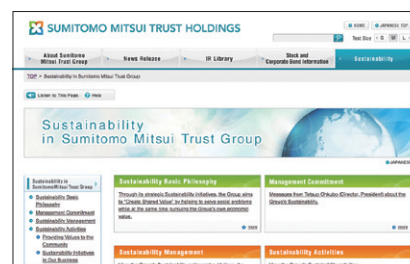 SUMITOMO MITSUI TRUST HOLDINGS
HOME
JAPANESE TOP
Text Size S M L
About Sumitomo
Mitsui Trust Group
News Release
IR Library
Stock and
Corporate Bond Information
Sustainability
TOP > Sustainability in Sumitomo Mitsui Trust Group
Listen to This Page
Help
Sustainability
in Sumitomo Mitsui Trust Group
JAPANESE
Sustainability in
Sumitomo Mitsui Trust Group
Sustainability Basic
Philosophy
Management Commitment
Sustainability Management
Sustainability Activities
Providing Values to the
Community
Sustainability Initiatives
in Our Business
Sustainability Basic Philosophy
Through its strategic Sustainability initiatives, the Group aims
to "Create Shared Value" by helping to solve social problems
while at the same time pursuing the Group's own economic
value.
Management Commitment
Messages from Tetsuo Ohkubo (Director, President) about the
Group's Sustainability.
Sustainability Management
Sustainability Activities